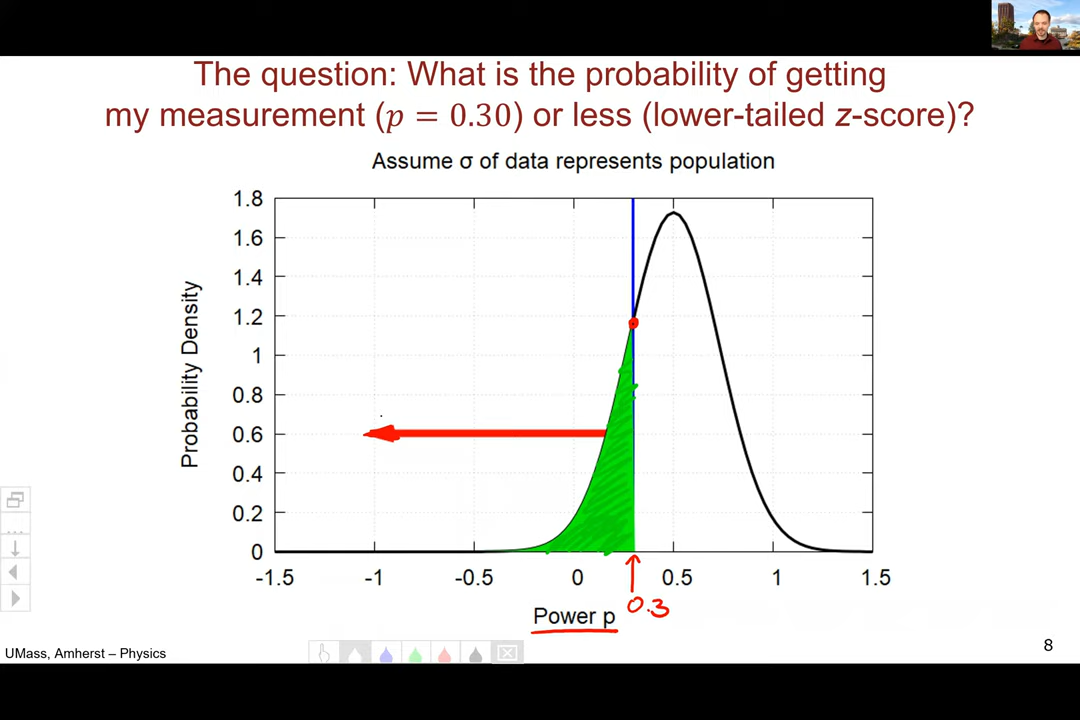 The question: What is the probability of getting
my measurement (p = 0.30) or less (lower-tailed z-score)?
Assume σ of data represents population
Probability Density
1.8
1.6
1.4
1.2
1
0.8
0.6
0.4
0.2
0
-1.5 -1 -0.5 0 0.5 1 1.5
0.3
Power p
UMass, Amherst – Physics
8